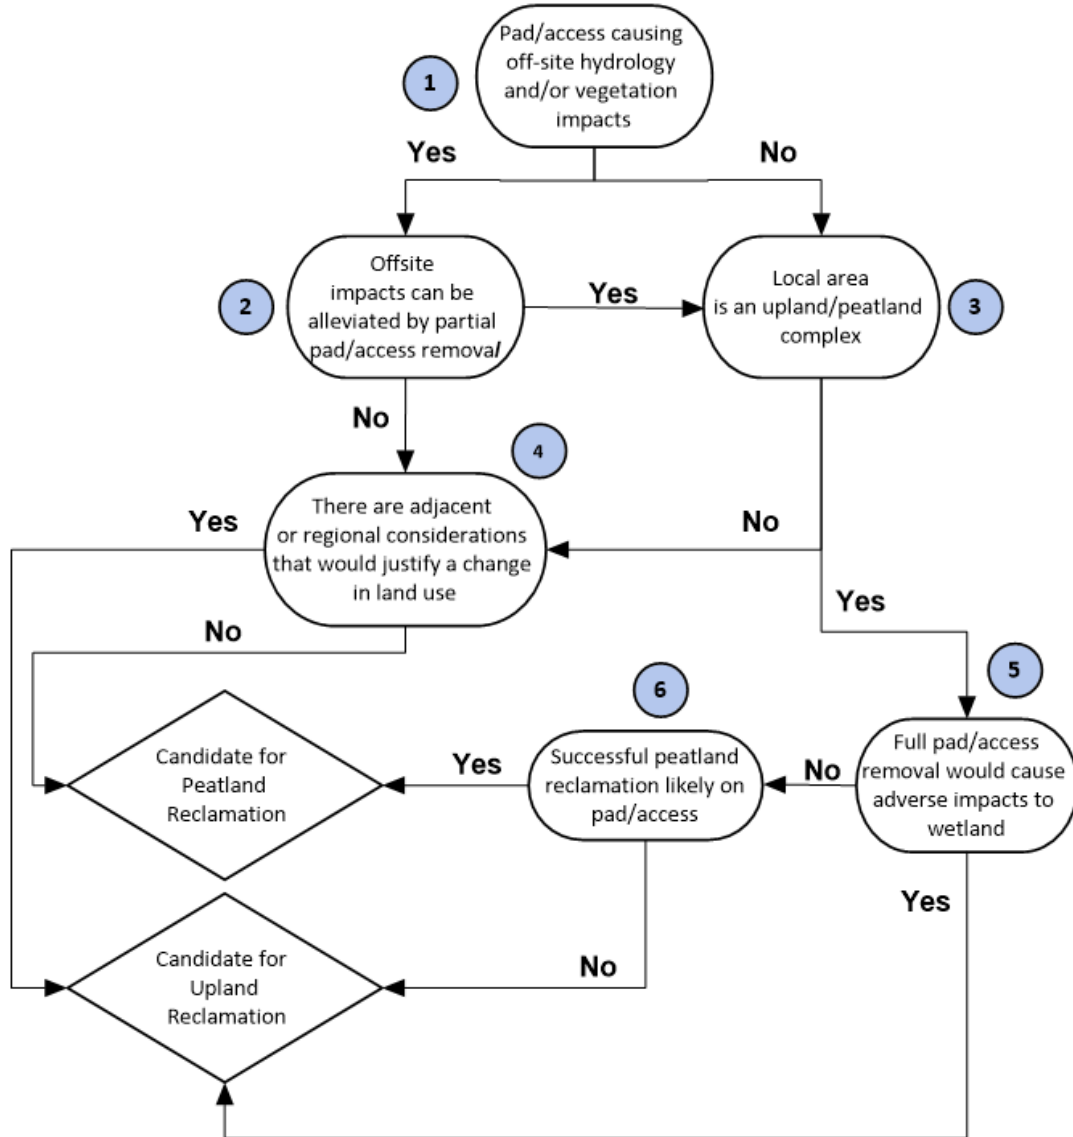 Pad/access causing
off-site hydrology
and/or vegetation
impacts
1
Yes
No
Offsite
impacts can be
alleviated by partial
pad/access removal
2
Yes
Local area
is an upland/peatland
complex
3
No
4
There are adjacent
or regional considerations
that would justify a change
in land use
Yes
No
No
Yes
5
6
Full pad/access
removal would cause
adverse impacts to
wetland
No
Successful peatland
reclamation likely on
pad/access
Yes
Candidate for
Peatland
Reclamation
Yes
No
Candidate for
Upland
Reclamation